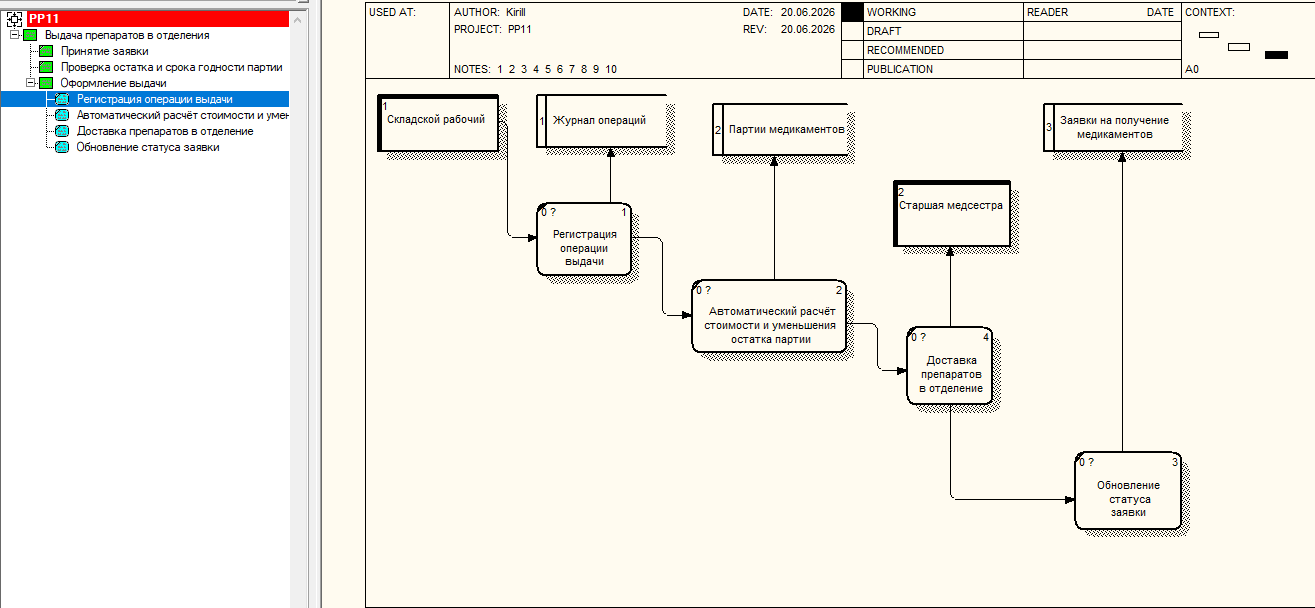 PP11
Выдача препаратов в отделения
Принятие заявки
Проверка остатка и срока годности партии
Оформление выдачи
Регистрация операции выдачи
Автоматический расчёт стоимости и умен
Доставка препаратов в отделение
Обновление статуса заявки
USED AT:
AUTHOR: Kirill
DATE: 20.06.2026
PROJECT: PP11
REV: 20.06.2026
NOTES: 1 2 3 4 5 6 7 8 9 10
WORKING
DRAFT
RECOMMENDED
PUBLICATION
READER
DATE
CONTEXT:
A0
1
Складской рабочий
1
Журнал операций
2
Партии медикаментов
3
Заявки на получение
медикаментов
2
Старшая медсестра
0 ?
1
Регистрация
операции
выдачи
0 ?
2
Автоматический расчёт
стоимости и уменьшения
остатка партии
0 ?
4
Доставка
препаратов
в отделение
0 ?
3
Обновление
статуса
заявки